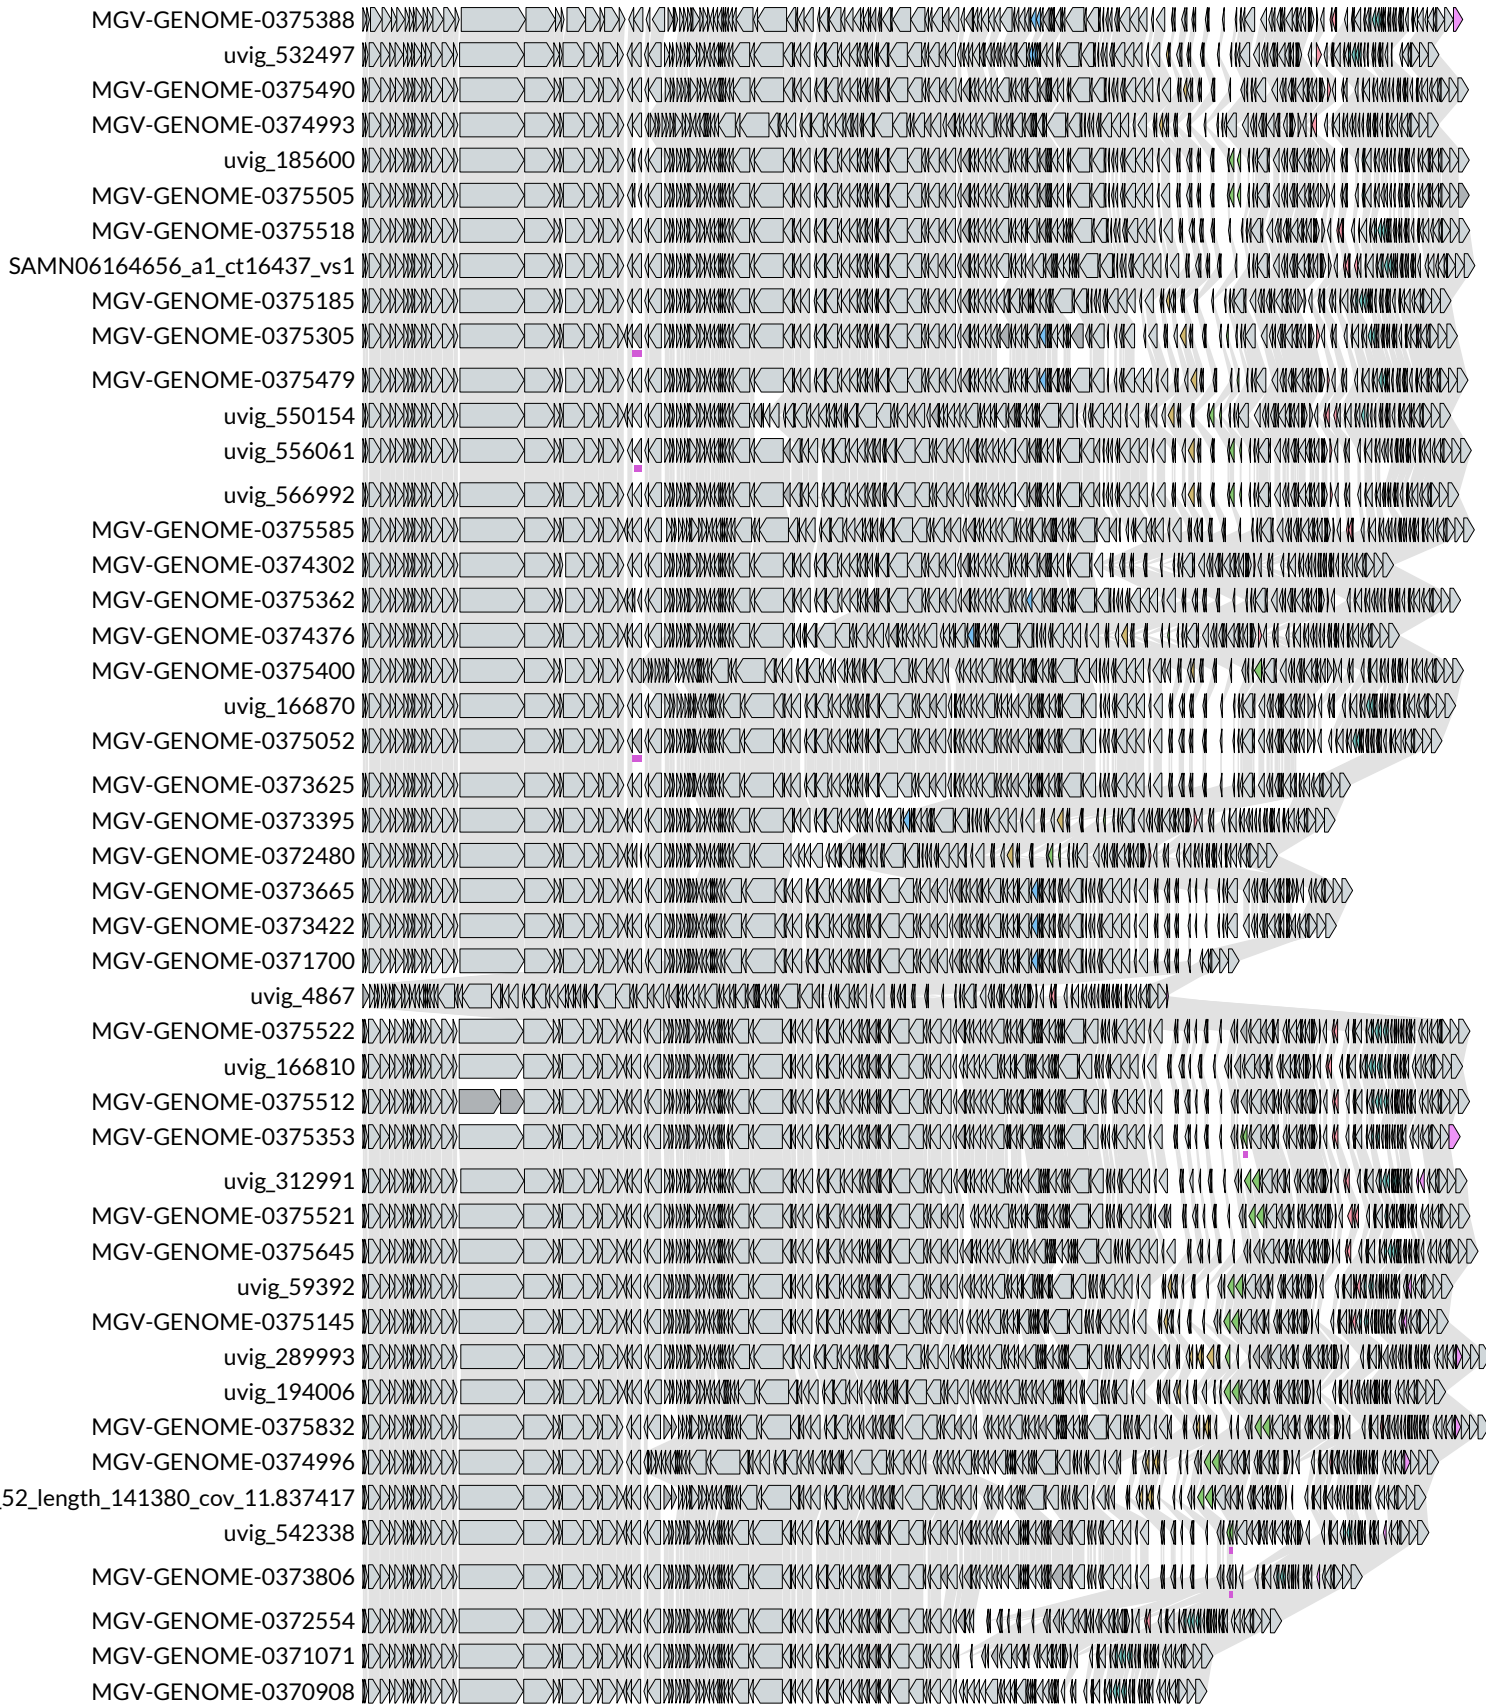 MGV-GENOME-0375388
uvig_532497
MGV-GENOME-0375490
MGV-GENOME-0374993
uvig_185600
MGV-GENOME-0375505
MGV-GENOME-0375518
SAMN06164656_a1_ct16437_vs1
MGV-GENOME-0375185
MGV-GENOME-0375305
MGV-GENOME-0375479
uvig_550154
uvig_556061
uvig_566992
MGV-GENOME-0375585
MGV-GENOME-0374302
MGV-GENOME-0375362
MGV-GENOME-0374376
MGV-GENOME-0375400
uvig_166870
MGV-GENOME-0375052
MGV-GENOME-0373625
MGV-GENOME-0373395
MGV-GENOME-0372480
MGV-GENOME-0373665
MGV-GENOME-0373422
MGV-GENOME-0371700
uvig_4867
MGV-GENOME-0375522
uvig_166810
MGV-GENOME-0375512
MGV-GENOME-0375353
uvig_312991
MGV-GENOME-0375521
MGV-GENOME-0375645
uvig_59392
MGV-GENOME-0375145
uvig_289993
uvig_194006
MGV-GENOME-0375832
MGV-GENOME-0374996
52_length_141380_cov_11.837417
uvig_542338
MGV-GENOME-0373806
MGV-GENOME-0372554
MGV-GENOME-0371071
MGV-GENOME-0370908